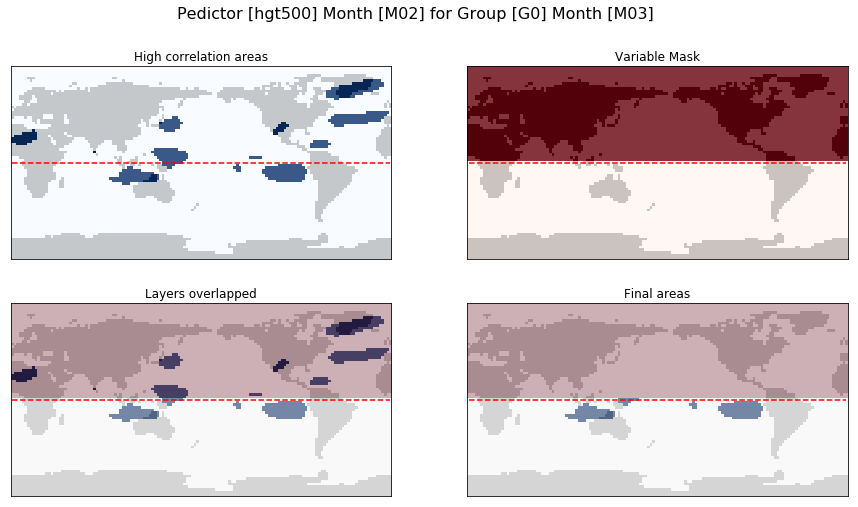 Pedictor [hgt500] Month [M02] for Group [G0] Month [M03]
High correlation areas
Variable Mask
Layers overlapped
Final areas